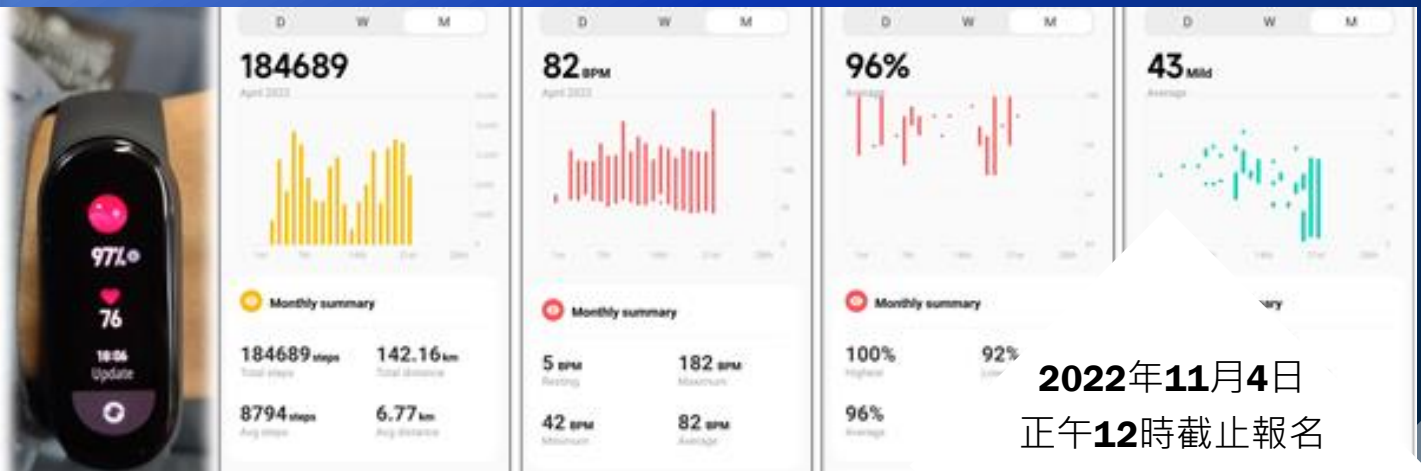 97%
76
18:06
Update
D W M
184689
April 2022
Monthly summary
184689 steps 142.16 km
Total steps Total distance
8794 steps 6.77 km
Avg steps Avg distance
D W M
82 BPM
April 2022
Monthly summary
5 BPM 182 BPM
Resting Maximum
42 BPM 82 BPM
Minimum Average
D W M
96%
Average
Monthly summary
100% 92%
Highest
96%
Average
D W M
43 Mild
Average
2022年11月4日
正午12時截止報名